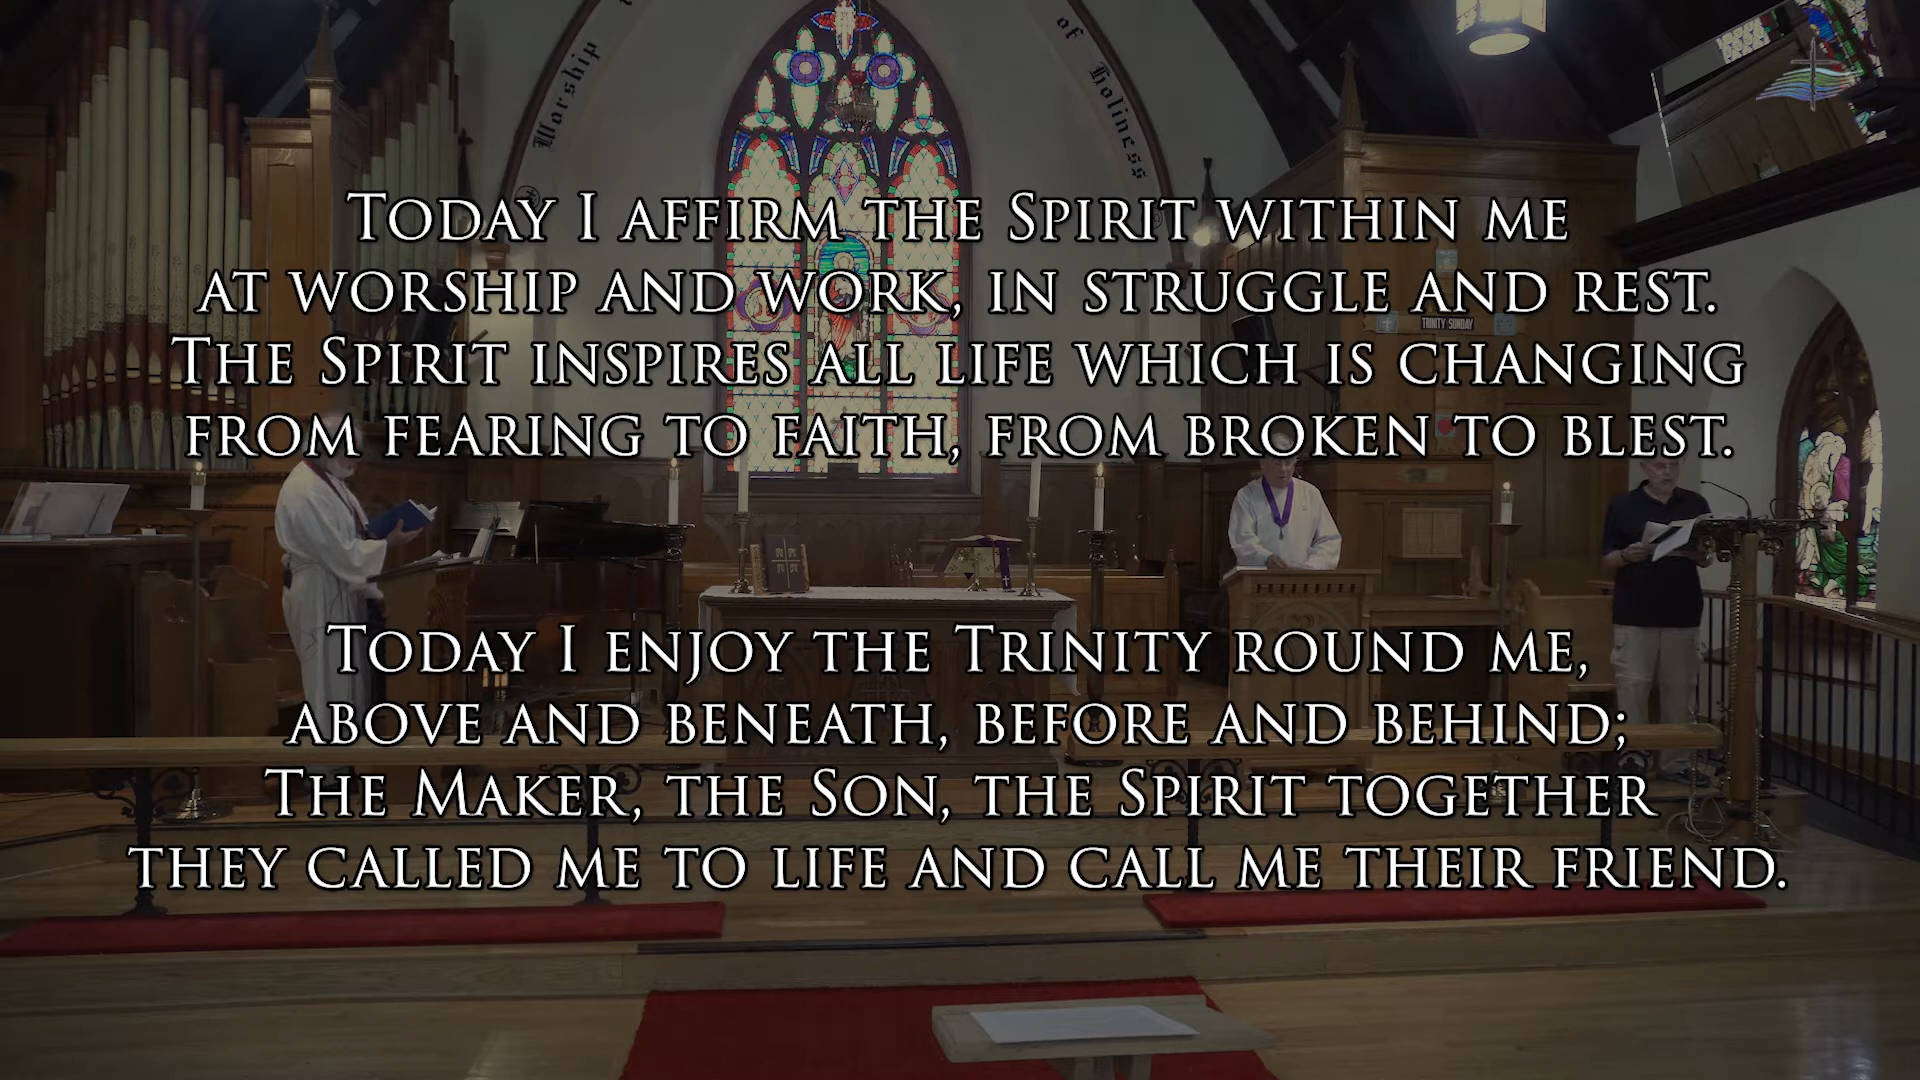 Worship
of Holiness
Today I affirm the Spirit within me
at worship and work, in struggle and rest.
The Spirit inspires all life which is changing
from fearing to faith, from broken to blest.
TRINITY SUNDAY
Today I enjoy the Trinity round me,
above and beneath, before and behind;
The Maker, the Son, the Spirit together
they called me to life and call me their friend.